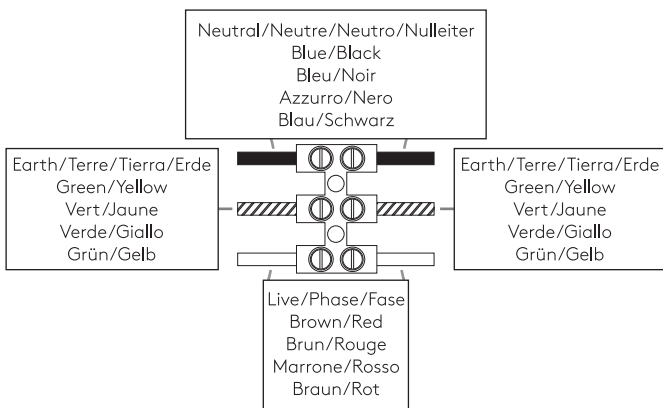 Neutral/Neutre/Neutro/Nulleiter
Blue/Black
Bleu/Noir
Azzurro/Nero
Blau/Schwarz
Earth/Terre/Tierra/Erde
Green/Yellow
Vert/Jaune
Verde/Giallo
Grün/Gelb
Earth/Terre/Tierra/Erde
Green/Yellow
Vert/Jaune
Verde/Giallo
Grün/Gelb
Live/Phase/Fase
Brown/Red
Brun/Rouge
Marrone/Rosso
Braun/Rot